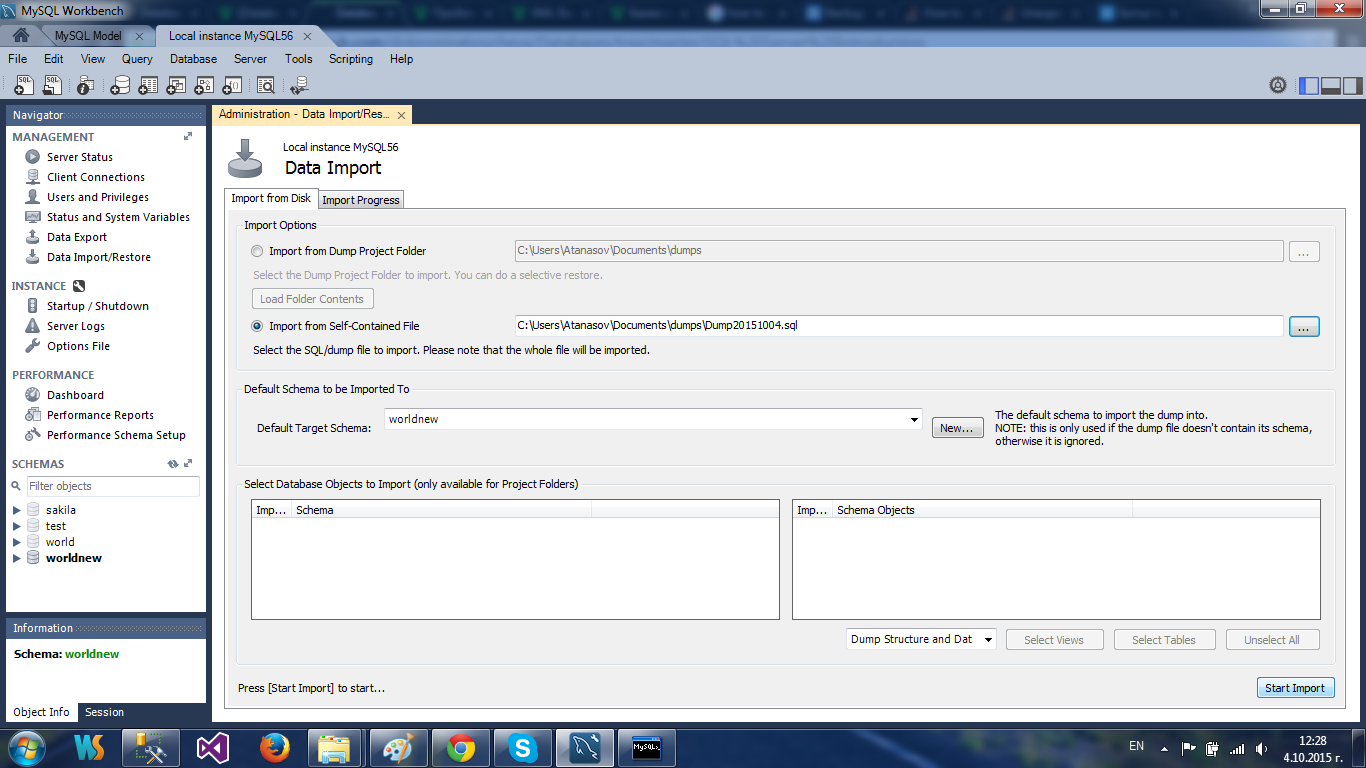 MySQL Workbench
MySQL Model
Local instance MySQL56
File Edit View Query Database Server Tools Scripting Help
Navigator
MANAGEMENT
Server Status
Client Connections
Users and Privileges
Status and System Variables
Data Export
Data Import/Restore
INSTANCE
Startup / Shutdown
Server Logs
Options File
PERFORMANCE
Dashboard
Performance Reports
Performance Schema Setup
SCHEMAS
Filter objects
sakila
test
world
worldnew
Information
Schema: worldnew
Object Info Session
Administration - Data Import/Res...
Local instance MySQL56
Data Import
Import from Disk Import Progress
Import Options
Import from Dump Project Folder C:\Users\Atanasov\Documents\dumps ...
Select the Dump Project Folder to import. You can do a selective restore.
Load Folder Contents
Import from Self-Contained File C:\Users\Atanasov\Documents\dumps\Dump20151004.sql ...
Select the SQL/dump file to import. Please note that the whole file will be imported.
Default Schema to be Imported To
Default Target Schema: worldnew New...
The default schema to import the dump into.
NOTE: this is only used if the dump file doesn't contain its schema,
otherwise it is ignored.
Select Database Objects to Import (only available for Project Folders)
Imp... Schema
Imp... Schema Objects
Dump Structure and Dat Select Views Select Tables Unselect All
Press [Start Import] to start...
Start Import
MySQL
EN
12:28
4.10.2015 г.